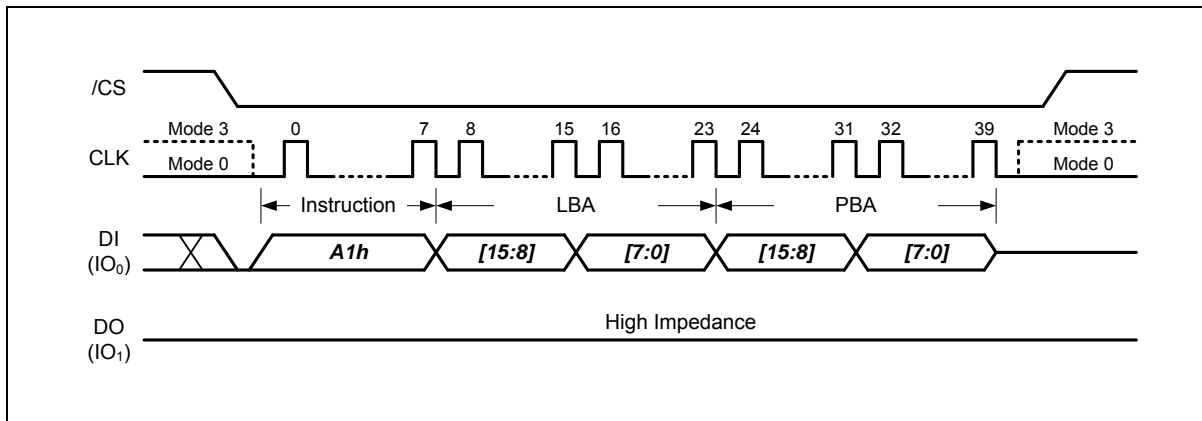 /CS
Mode 3 0 7 8 15 16 23 24 31 32 39 Mode 3
CLK
Mode 0 Mode 0
Instruction LBA PBA
DI
(IO₀)
A1h [15:8] [7:0] [15:8] [7:0]
High Impedance
DO
(IO₁)